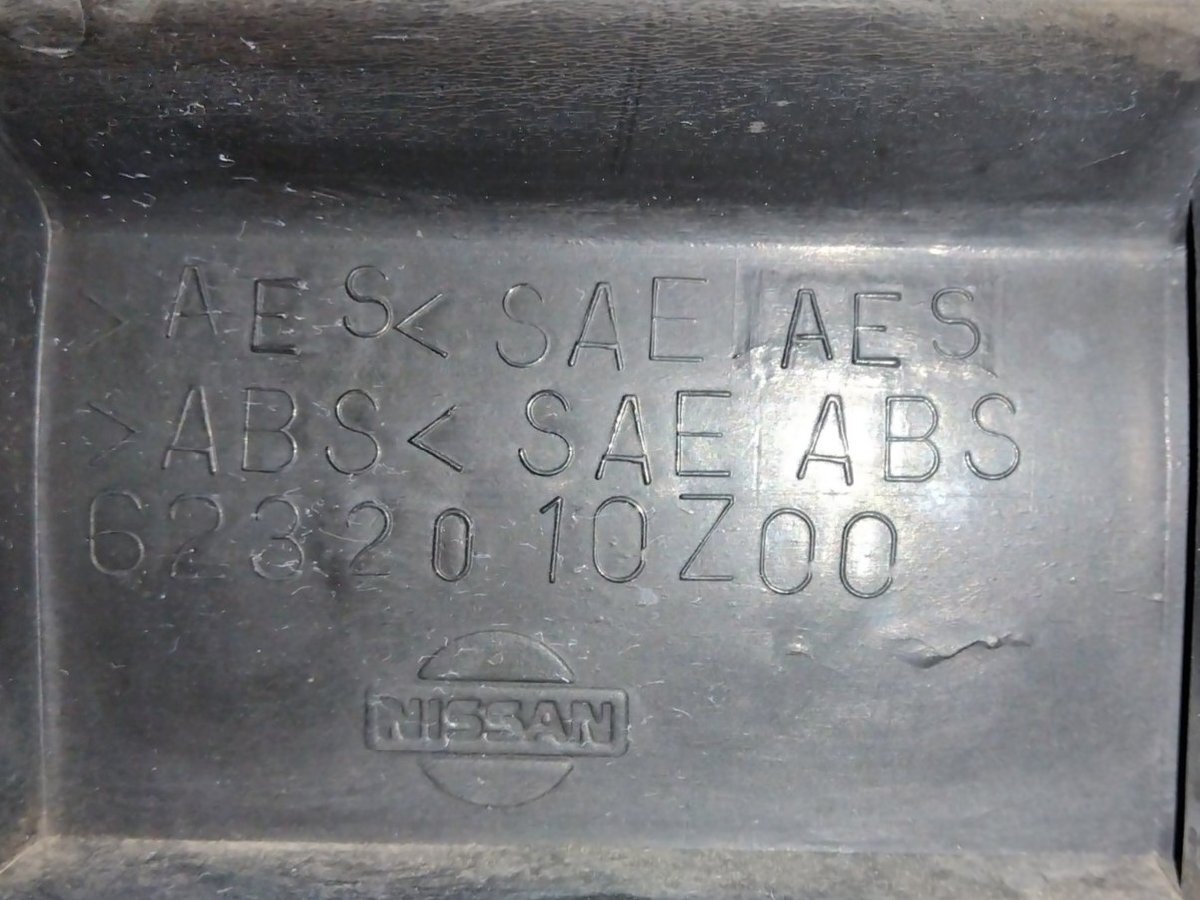 >AES< SAE AES
>ABS< SAE ABS
62320 10Z00
NISSAN